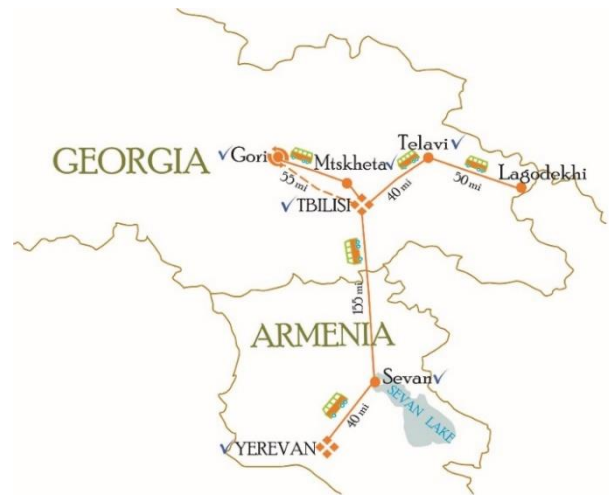 Telavi
Gori
Mtskheta
GEORGIA
Lagodekhi
55 mi
40 mi
50 mi
TBILISI
155 mi
ARMENIA
Sevan
SEVAN LAKE
40 mi
YEREVAN